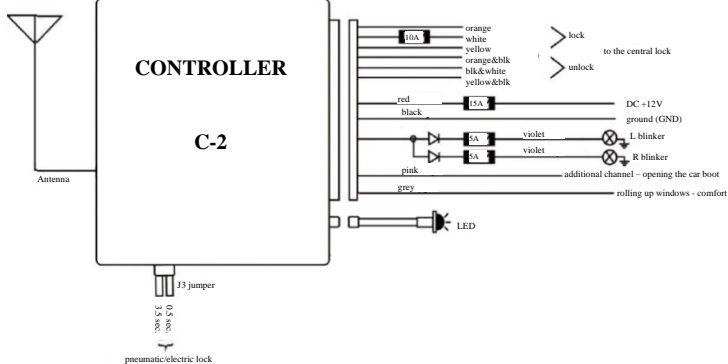 CONTROLLER
C-2
Antenna
orange
10A
white
yellow
orange&blk
blk&white
yellow&blk
lock
unlock
to the central lock
red
15A
DC +12V
black
ground (GND)
5A
violet
L blinker
5A
violet
R blinker
pink
additional channel – opening the car boot
grey
rolling up windows - comfort
LED
J3 jumper
0.5 sec.
3.5 sec.
pneumatic/electric lock